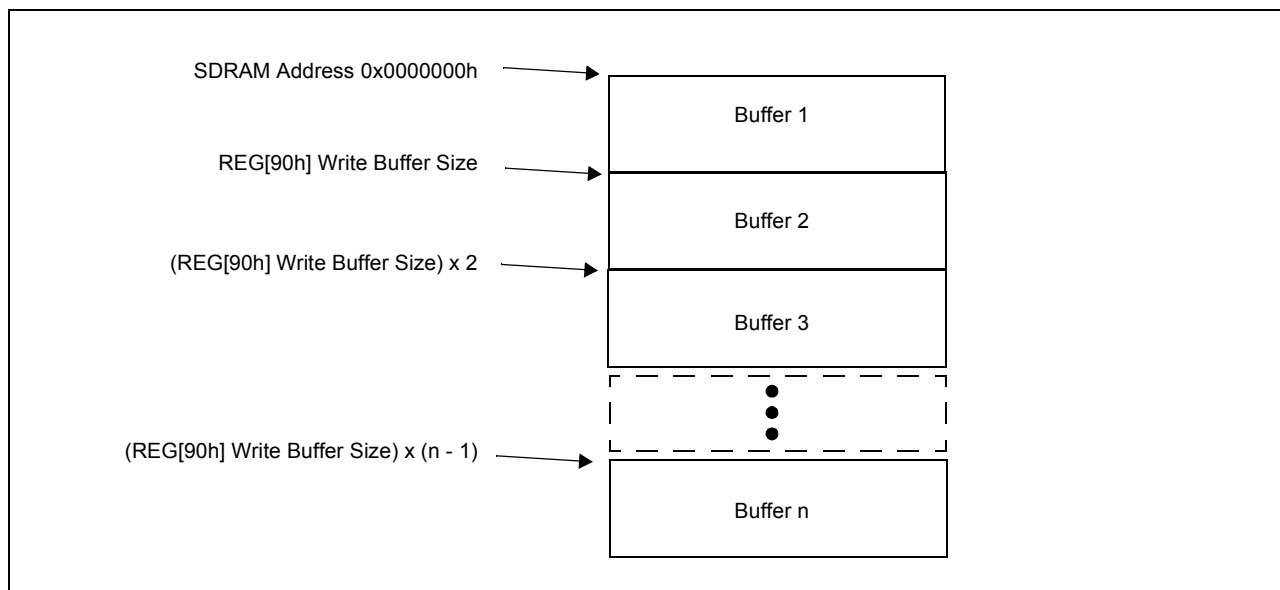 SDRAM Address 0x0000000h
Buffer 1
REG[90h] Write Buffer Size
Buffer 2
(REG[90h] Write Buffer Size) x 2
Buffer 3
(REG[90h] Write Buffer Size) x (n - 1)
Buffer n